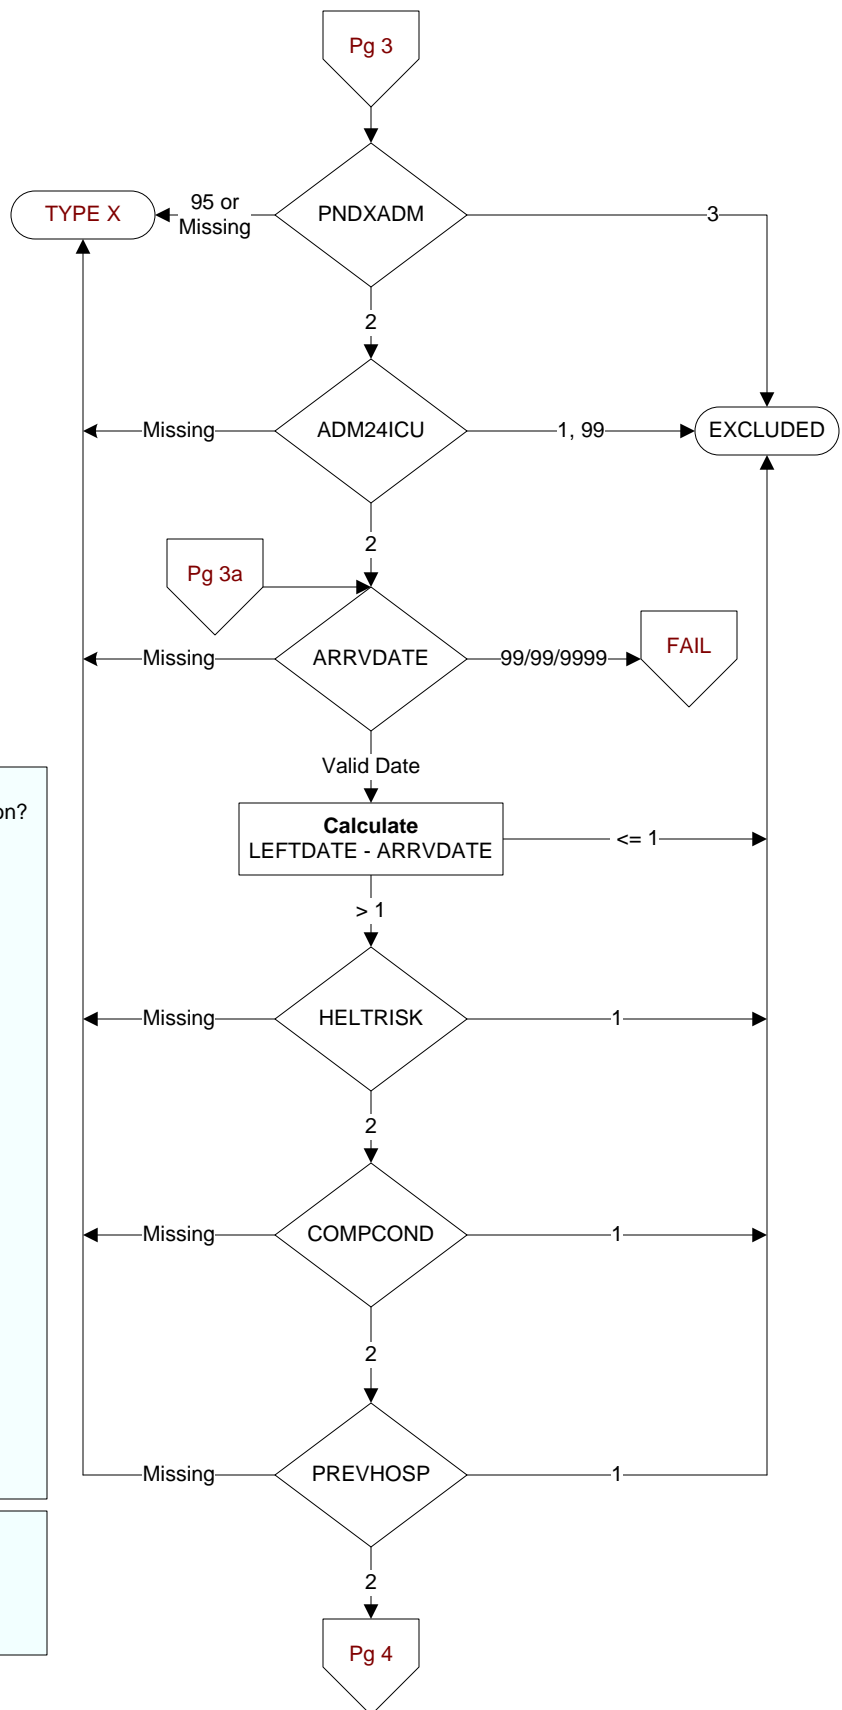 Pg 3
95 or
Missing
TYPE X
PNDXADM
3
2
Missing
ADM24ICU
1, 99
EXCLUDED
2
Pg 3a
Missing
ARRVDATE
99/99/9999
FAIL
Valid Date
on?
Calculate
LEFTDATE - ARRVDATE
<= 1
> 1
Missing
HELTRISK
1
2
Missing
COMPCOND
1
2
Missing
PREVHOSP
1
2
Pg 4